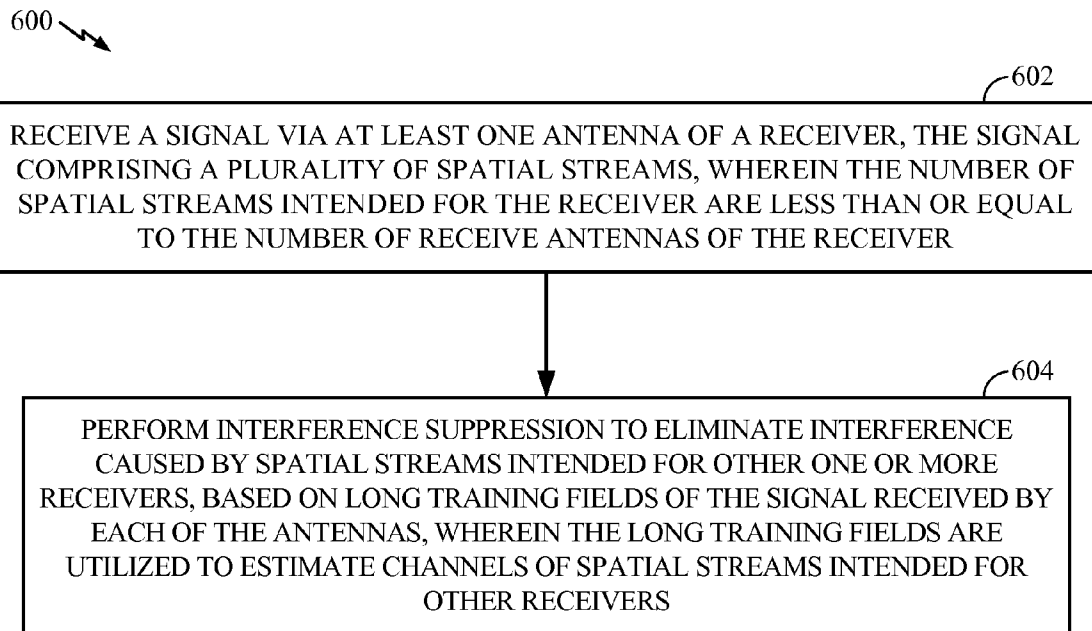 600
602
RECEIVE A SIGNAL VIA AT LEAST ONE ANTENNA OF A RECEIVER, THE SIGNAL
COMPRISING A PLURALITY OF SPATIAL STREAMS, WHEREIN THE NUMBER OF
SPATIAL STREAMS INTENDED FOR THE RECEIVER ARE LESS THAN OR EQUAL
TO THE NUMBER OF RECEIVE ANTENNAS OF THE RECEIVER
604
PERFORM INTERFERENCE SUPPRESSION TO ELIMINATE INTERFERENCE
CAUSED BY SPATIAL STREAMS INTENDED FOR OTHER ONE OR MORE
RECEIVERS, BASED ON LONG TRAINING FIELDS OF THE SIGNAL RECEIVED BY
EACH OF THE ANTENNAS, WHEREIN THE LONG TRAINING FIELDS ARE
UTILIZED TO ESTIMATE CHANNELS OF SPATIAL STREAMS INTENDED FOR
OTHER RECEIVERS